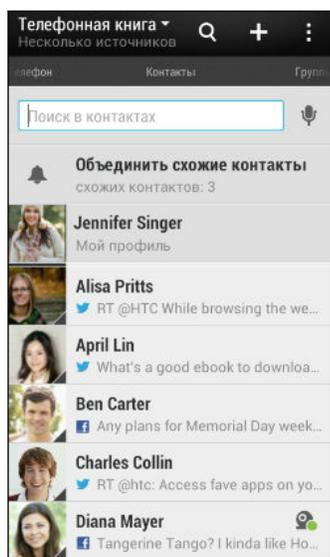 Телефонная книга
Несколько источников
елефон Контакты Групп
Поиск в контактах
Объединить схожие контакты
схожих контактов: 3
Jennifer Singer
Мой профиль
Alisa Pritts
RT @HTC While browsing the we...
April Lin
What's a good ebook to downloa...
Ben Carter
Any plans for Memorial Day week...
Charles Collin
RT @htc: Access fave apps on yo...
Diana Mayer
Tangerine Tango? I kinda like Ho...